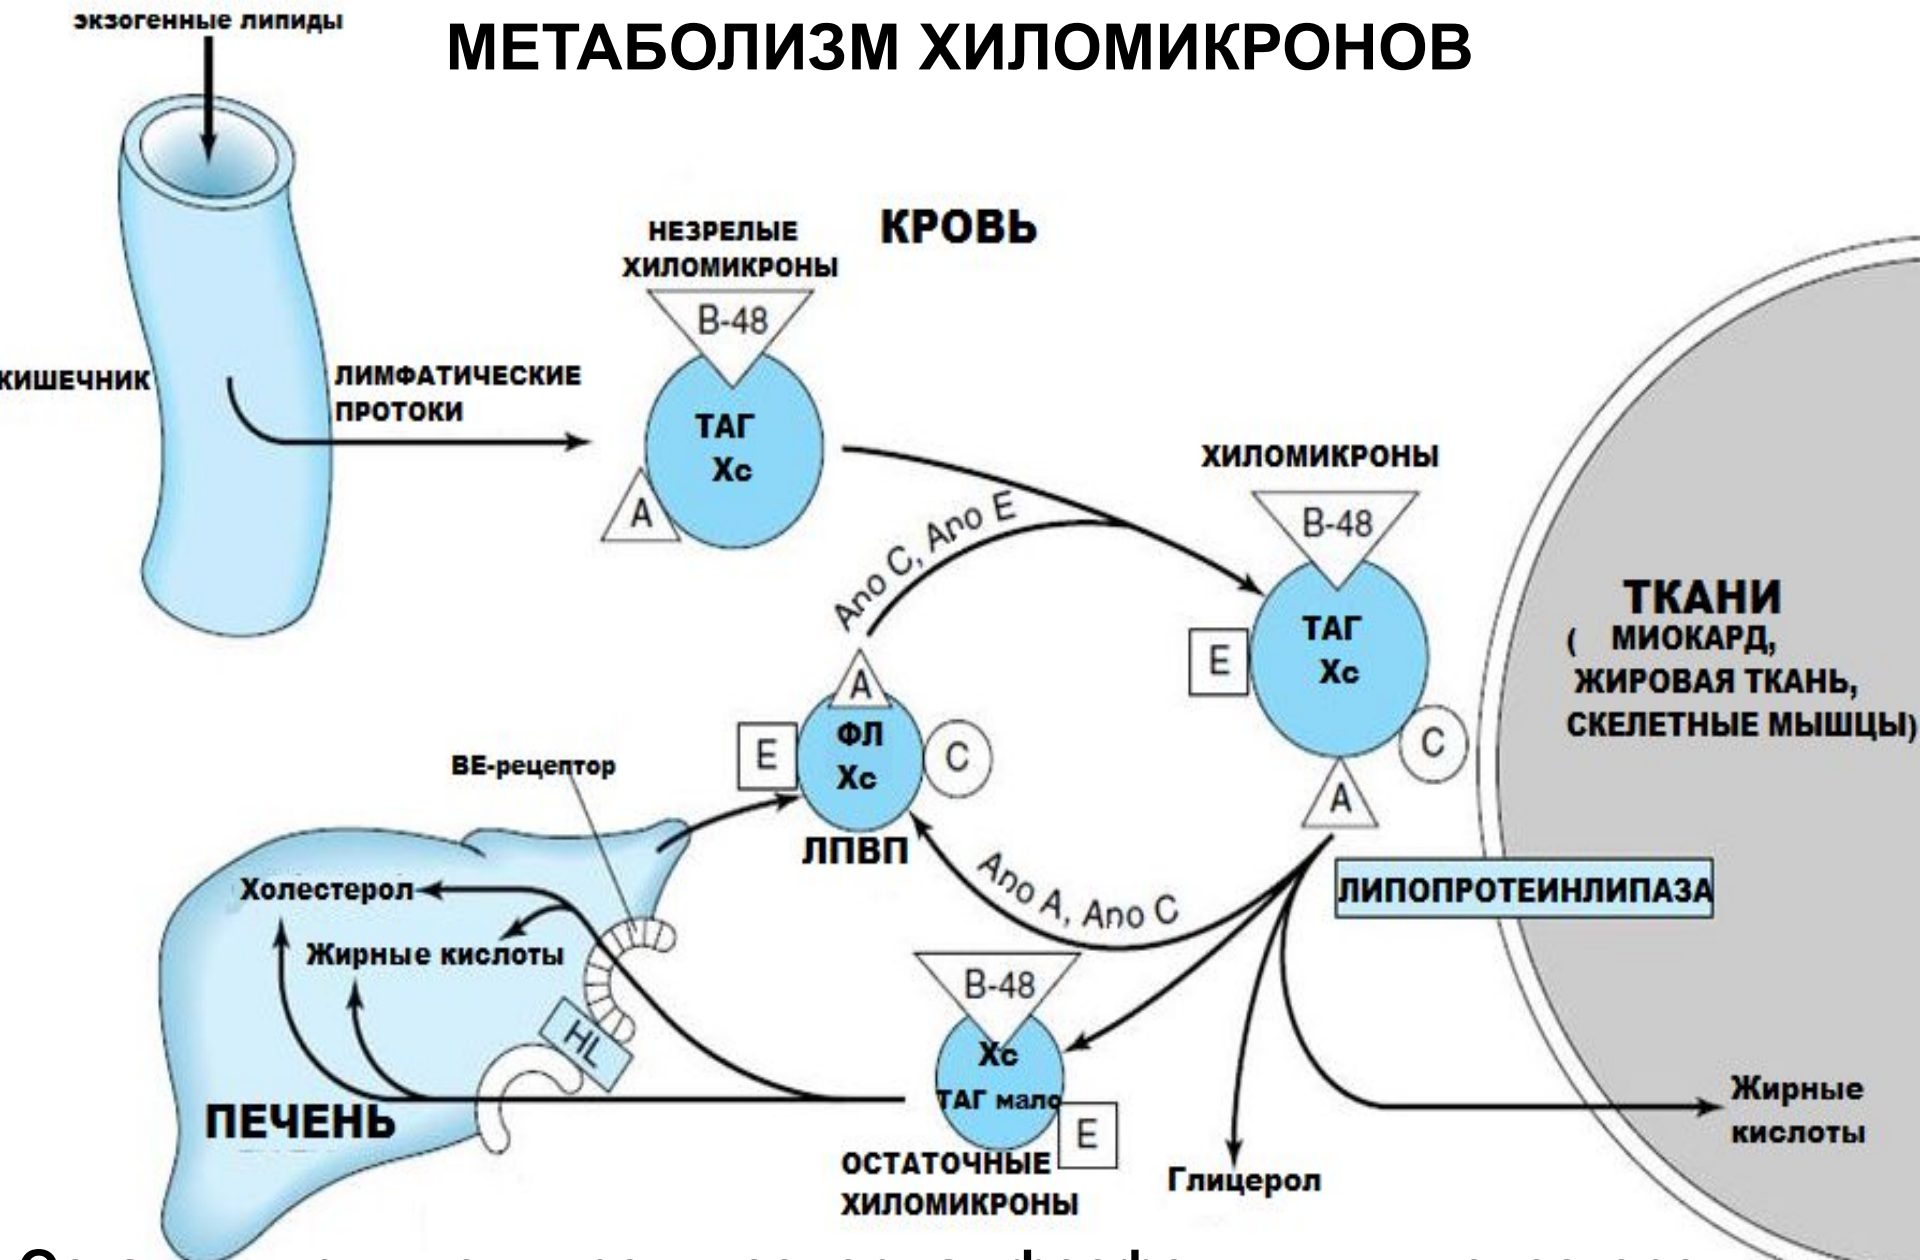 экзогенные липиды
МЕТАБОЛИЗМ ХИЛОМИКРОНОВ
КРОВЬ
НЕЗРЕЛЫЕ
ХИЛОМИКРОНЫ
В-48
ТАГ
Хс
А
КИШЕЧНИК
ЛИМФАТИЧЕСКИЕ
ПРОТОКИ
ХИЛОМИКРОНЫ
В-48
ТАГ
Хс
Е
С
А
Апо С, Апо Е
ТКАНИ
( МИОКАРД,
ЖИРОВАЯ ТКАНЬ,
СКЕЛЕТНЫЕ МЫШЦЫ)
А
ФЛ
Хс
Е
С
ЛПВП
ВЕ-рецептор
Апо А, Апо С
ЛИПОПРОТЕИНЛИПАЗА
Холестерол
Жирные кислоты
HL
ПЕЧЕНЬ
В-48
Хс
ТАГ мало
Е
ОСТАТОЧНЫЕ
ХИЛОМИКРОНЫ
Глицерол
Жирные
кислоты